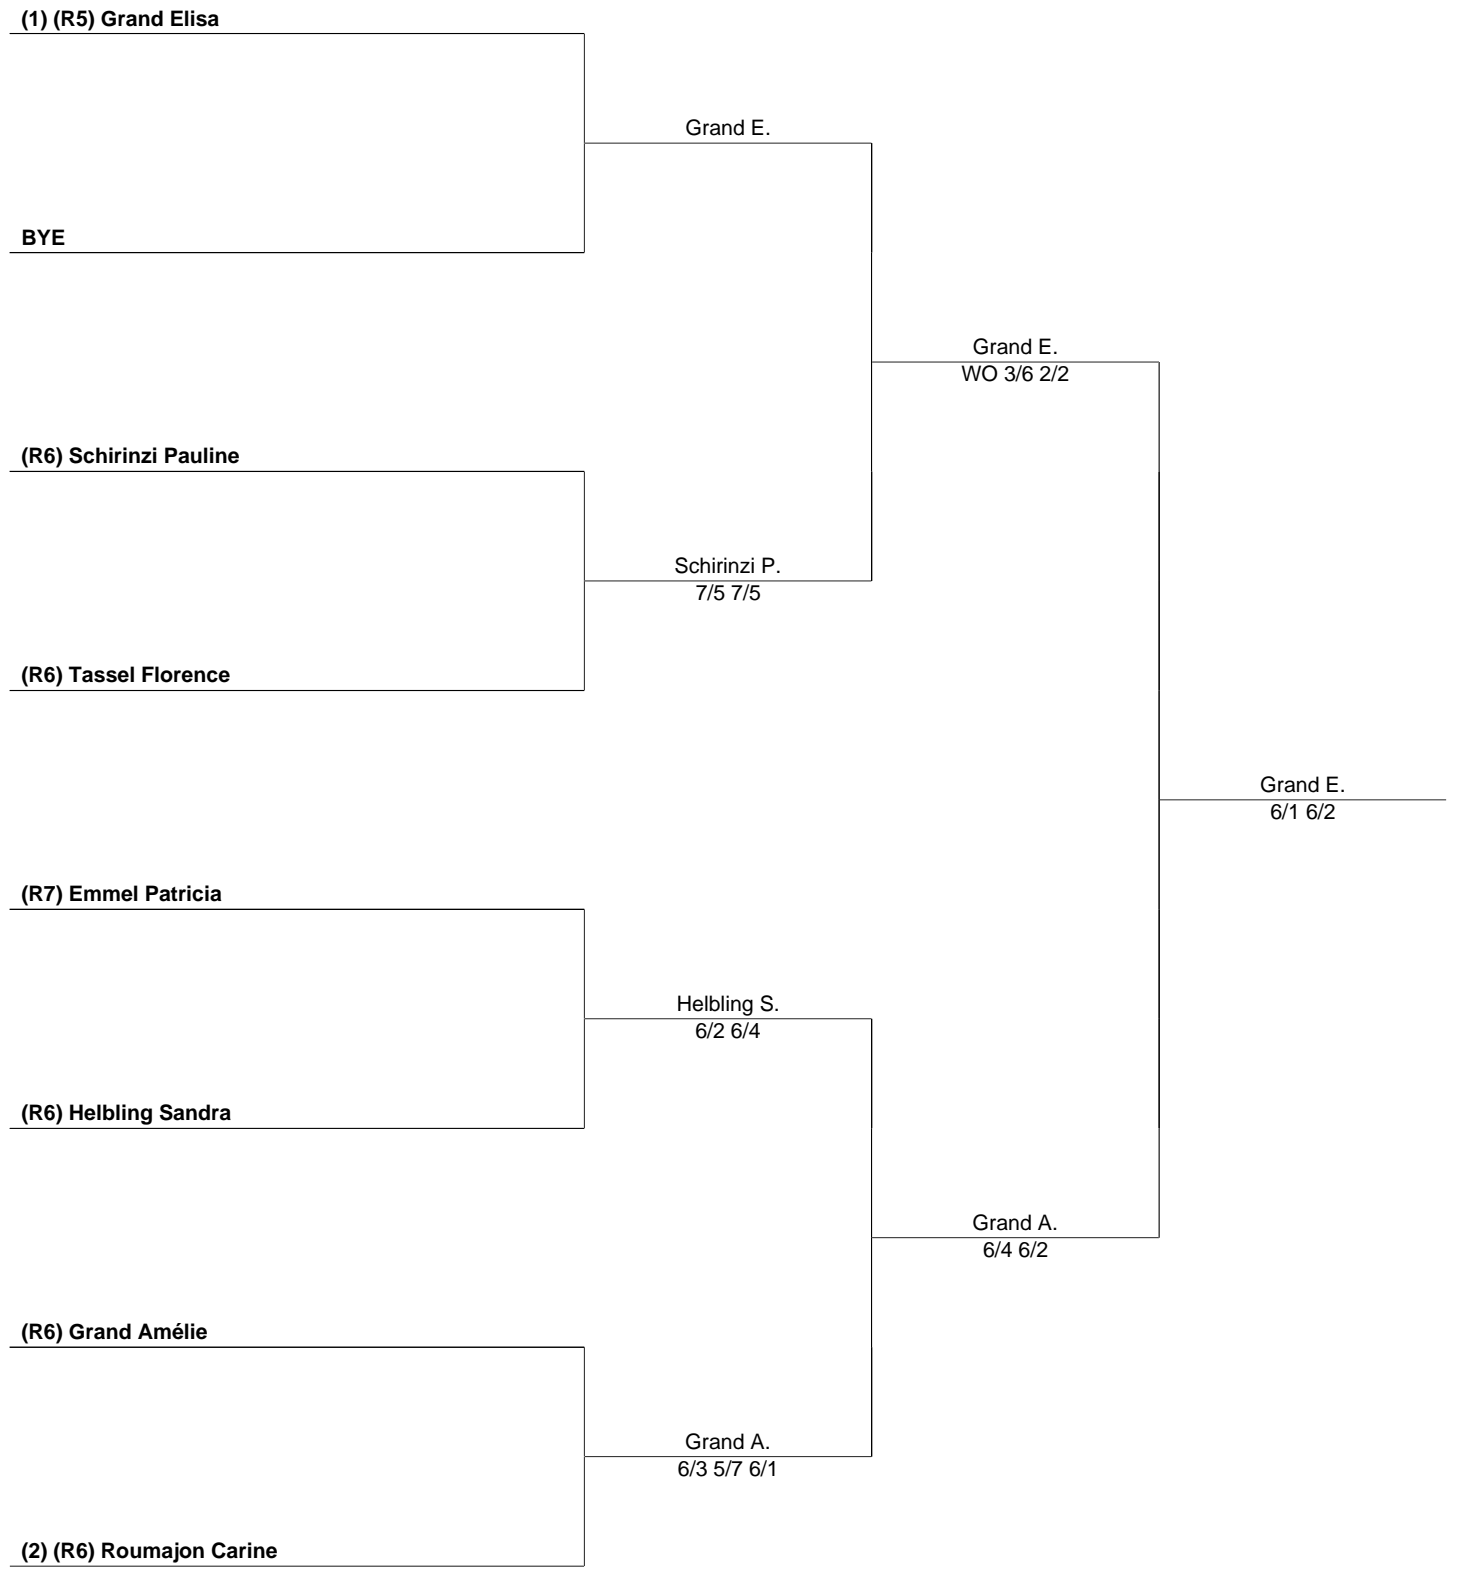 (1) (R5) Grand Elisa
Grand E.
BYE
Grand E.
WO 3/6 2/2
(R6) Schirinzi Pauline
Schirinzi P.
7/5 7/5
(R6) Tassel Florence
Grand E.
6/1 6/2
(R7) Emmel Patricia
Helbling S.
6/2 6/4
(R6) Helbling Sandra
Grand A.
6/4 6/2
(R6) Grand Amélie
Grand A.
6/3 5/7 6/1
(2) (R6) Roumajon Carine